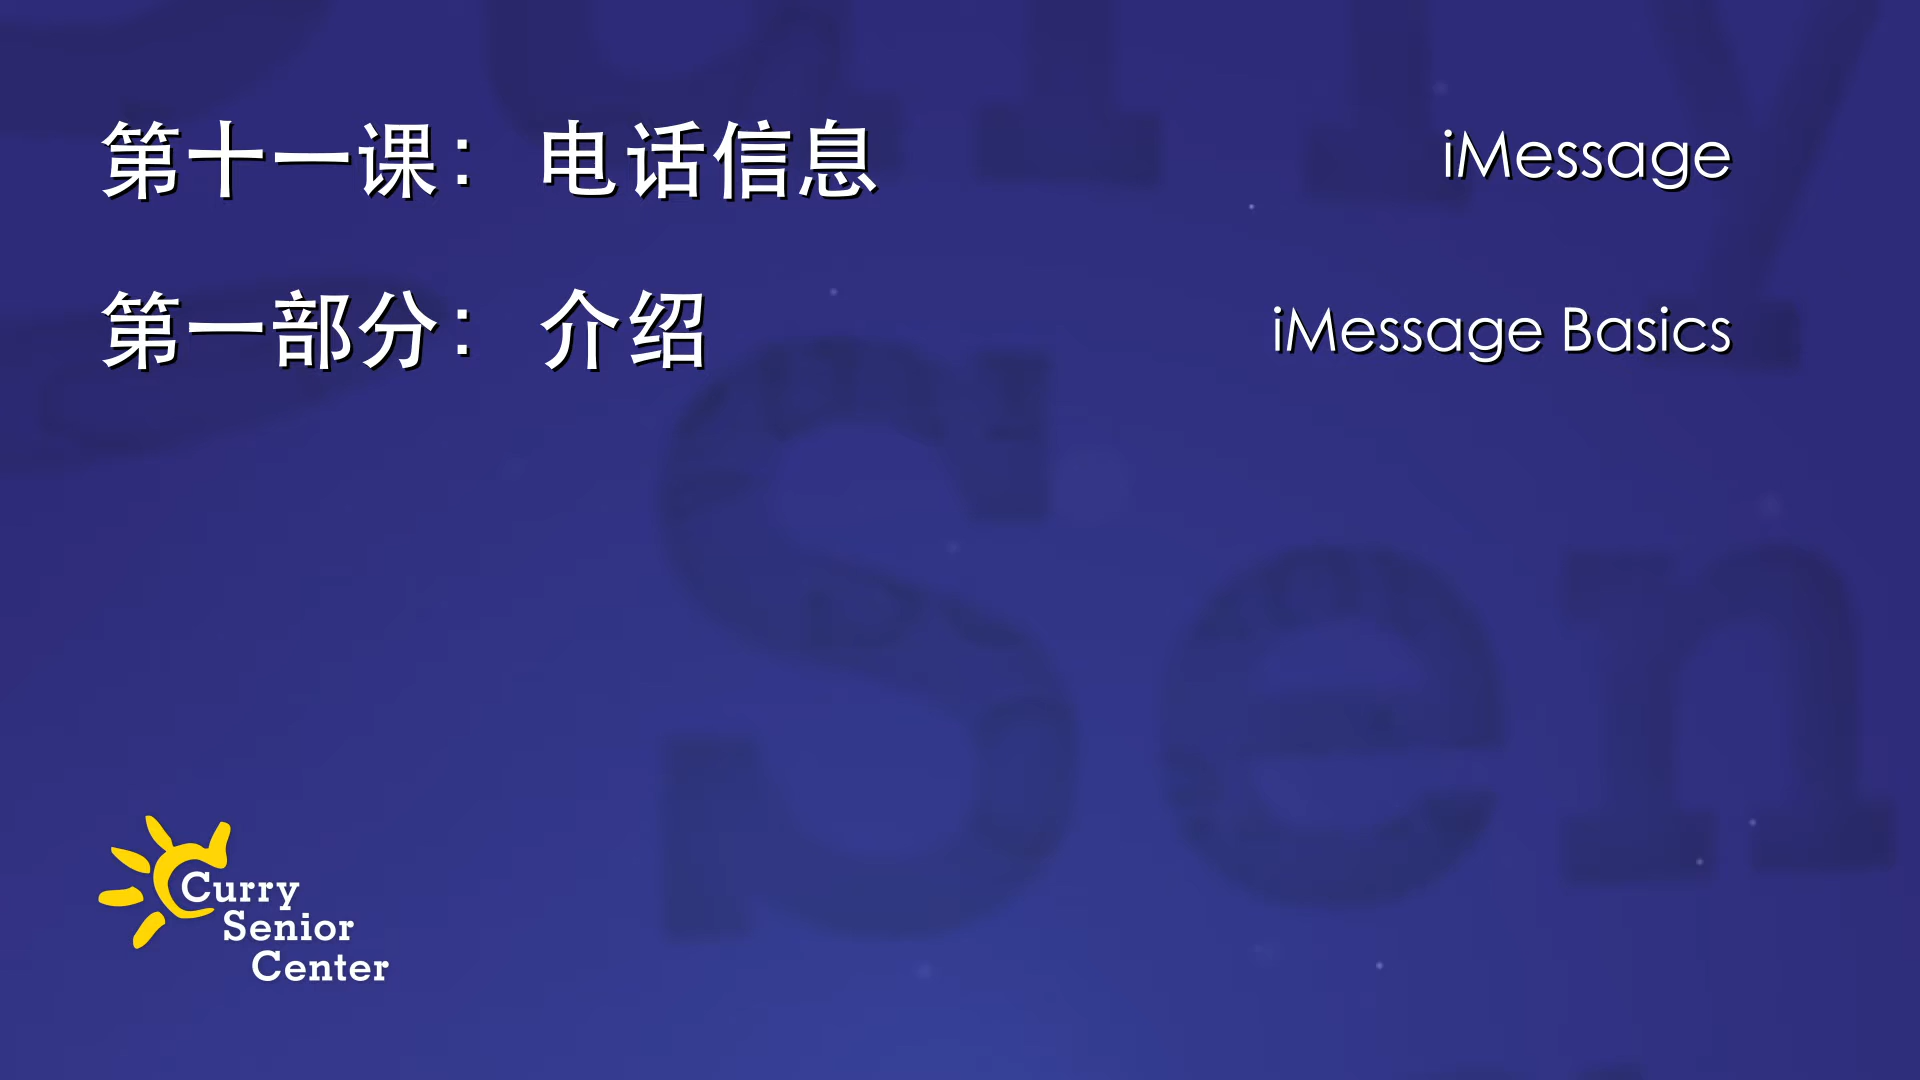 第十一课： 电话信息 iMessage
第一部分： 介绍 iMessage Basics
Curry
Senior
Center